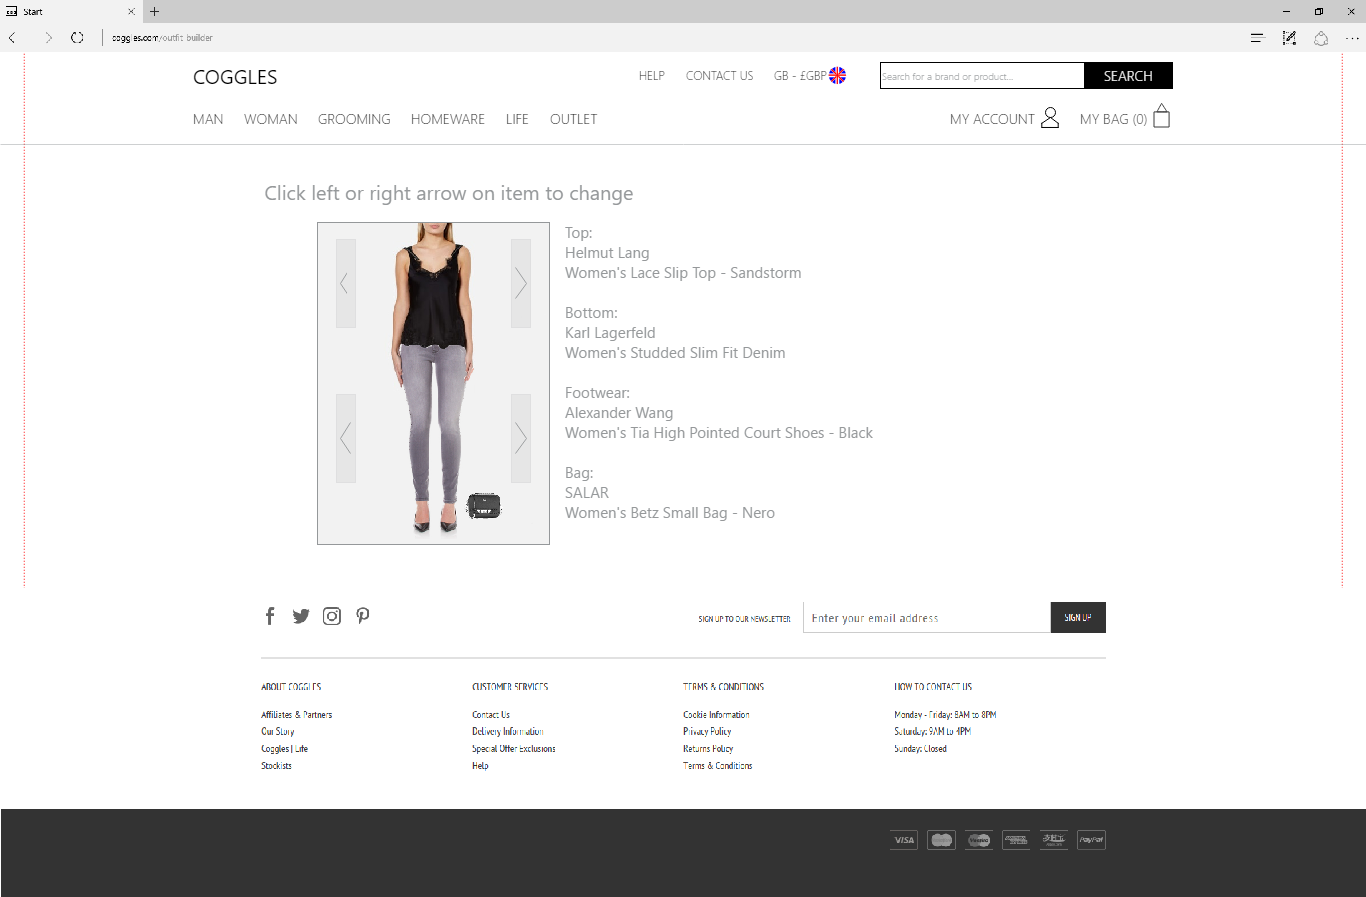 Start
coggles.com/outfit-builder
COGGLES
HELP
CONTACT US
GB - £GBP
Search for a brand or product...
SEARCH
MAN
WOMAN
GROOMING
HOMEWARE
LIFE
OUTLET
MY ACCOUNT
MY BAG (0)
Click left or right arrow on item to change
Top:
Helmut Lang
Women's Lace Slip Top - Sandstorm
Bottom:
Karl Lagerfeld
Women's Studded Slim Fit Denim
Footwear:
Alexander Wang
Women's Tia High Pointed Court Shoes - Black
Bag:
SALAR
Women's Betz Small Bag - Nero
SIGN UP TO OUR NEWSLETTER
Enter your email address
SIGN UP
ABOUT COGGLES
Affiliates & Partners
Our Story
Coggles | Life
Stockists
CUSTOMER SERVICES
Contact Us
Delivery Information
Special Offer Exclusions
Help
TERMS & CONDITIONS
Cookie Information
Privacy Policy
Returns Policy
Terms & Conditions
HOW TO CONTACT US
Monday - Friday: 8AM to 8PM
Saturday: 9AM to 4PM
Sunday: Closed
VISA
PayPal